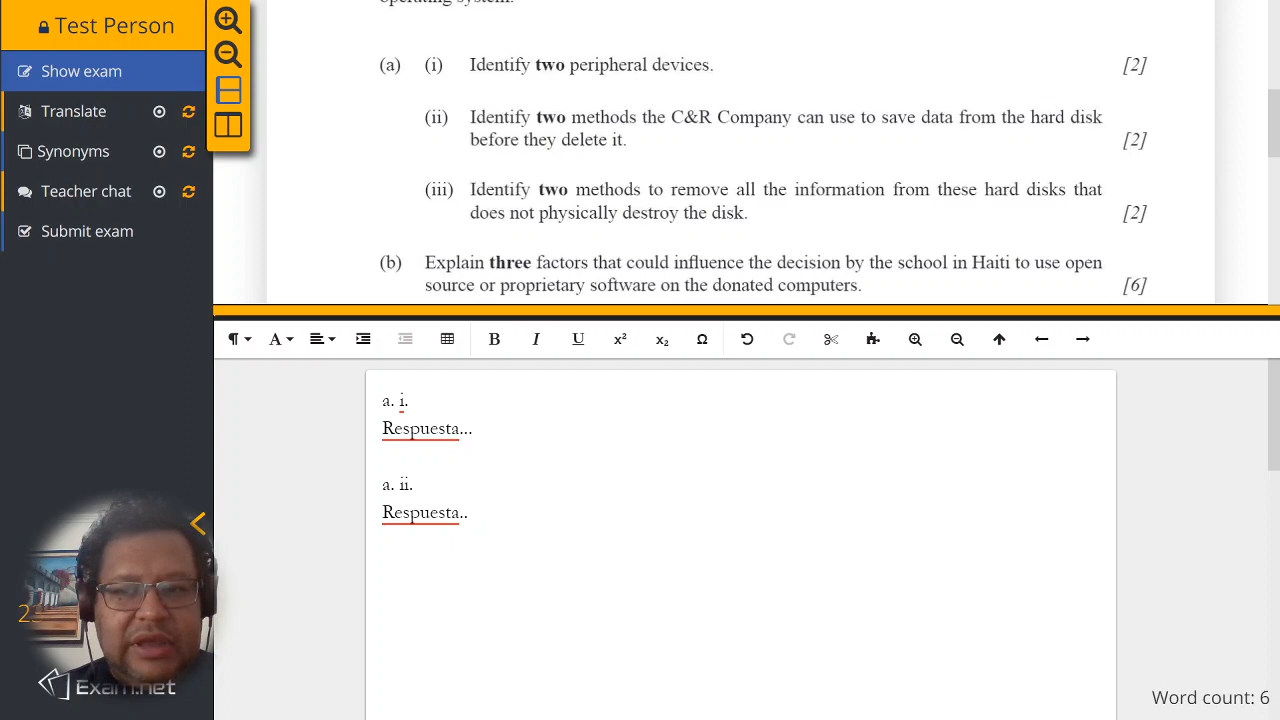 Test Person
Show exam
Translate
Synonyms
Teacher chat
Submit exam
operating system.
(a) (i) Identify two peripheral devices. [2]
(ii) Identify two methods the C&R Company can use to save data from the hard disk
before they delete it. [2]
(iii) Identify two methods to remove all the information from these hard disks that
does not physically destroy the disk. [2]
(b) Explain three factors that could influence the decision by the school in Haiti to use open
source or proprietary software on the donated computers. [6]
¶ A B I U x² x₂ Ω
a. i.
Respuesta...
a. ii.
Respuesta..
Exam.net
Word count: 6